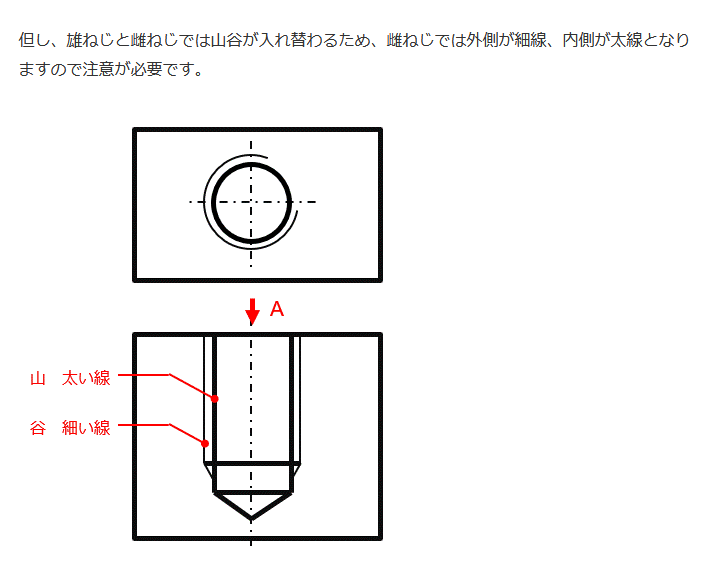 但し、雄ねじと雌ねじでは山谷が入れ替わるため、雌ねじでは外側が細線、内側が太線となり
ますので注意が必要です。
A
山　太い線
谷　細い線